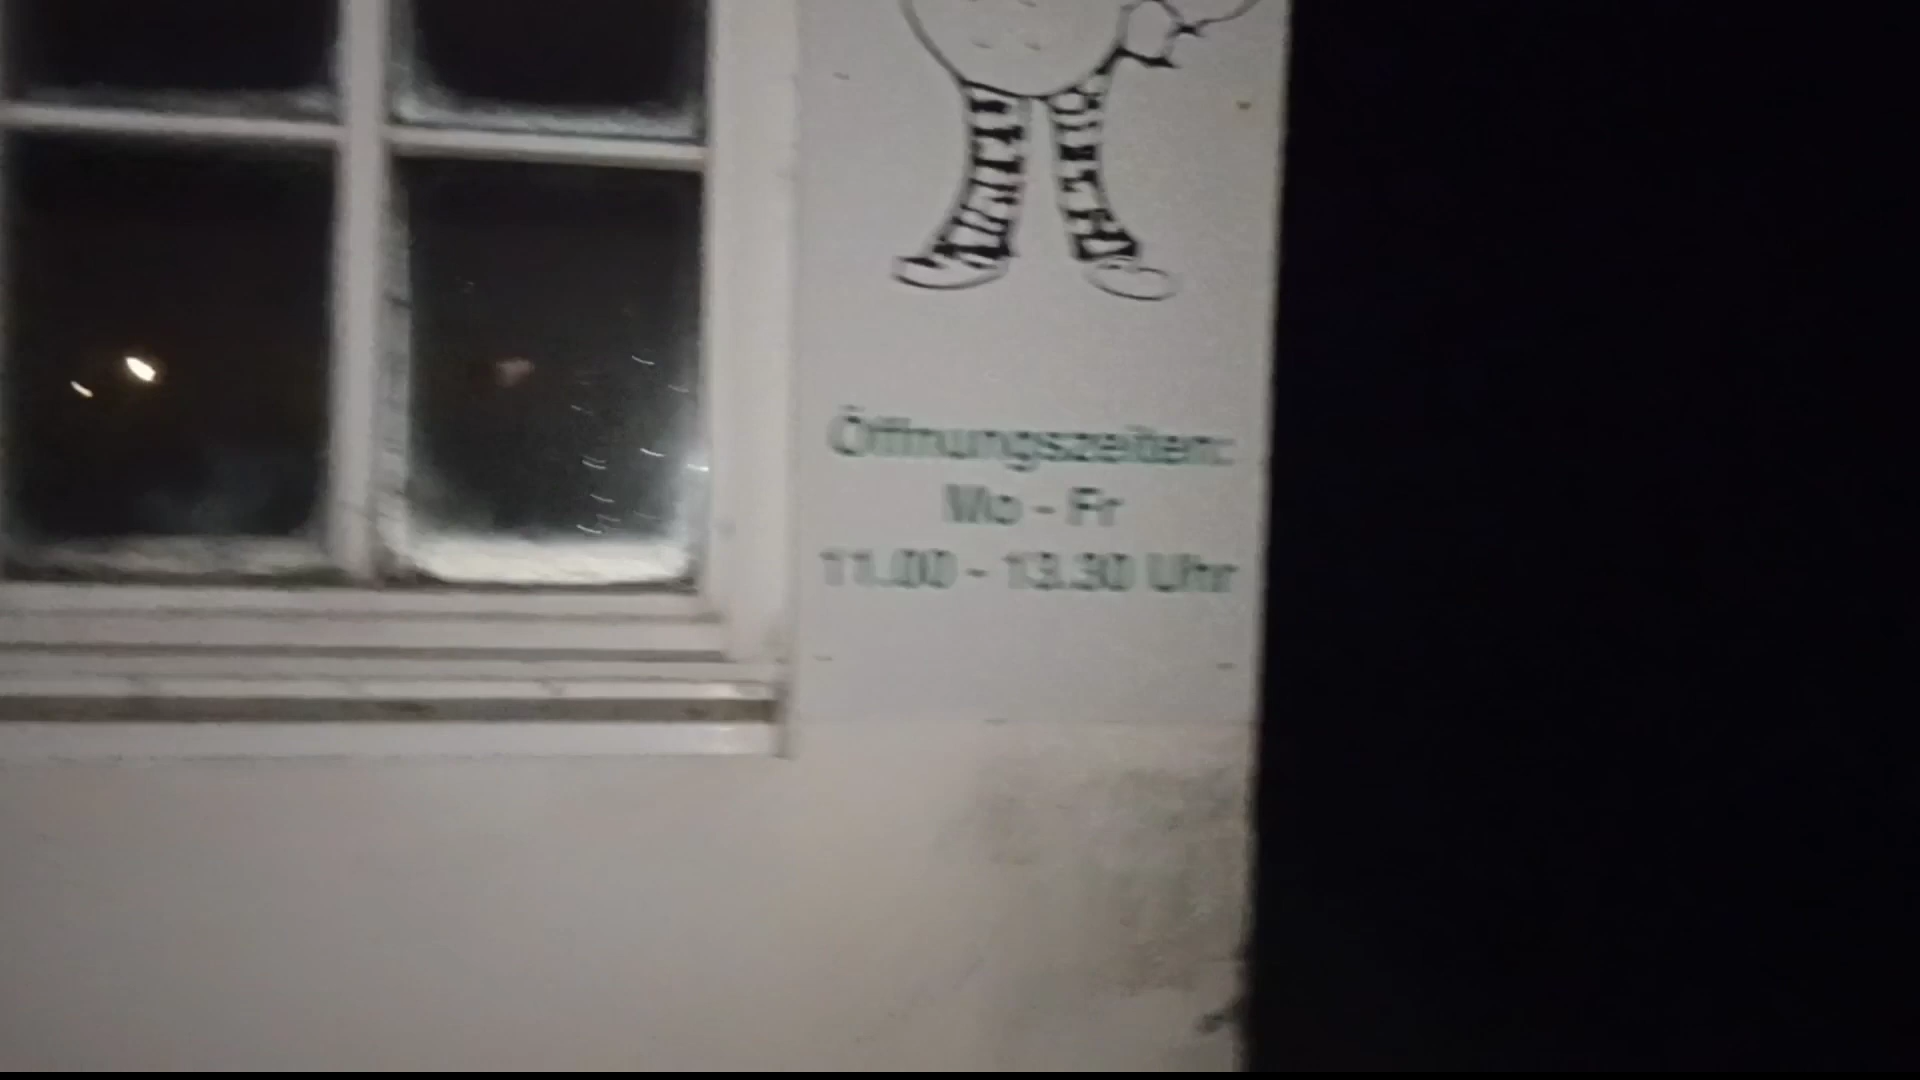 Öffnungszeiten:
Mo - Fr
11.00 - 13.30 Uhr